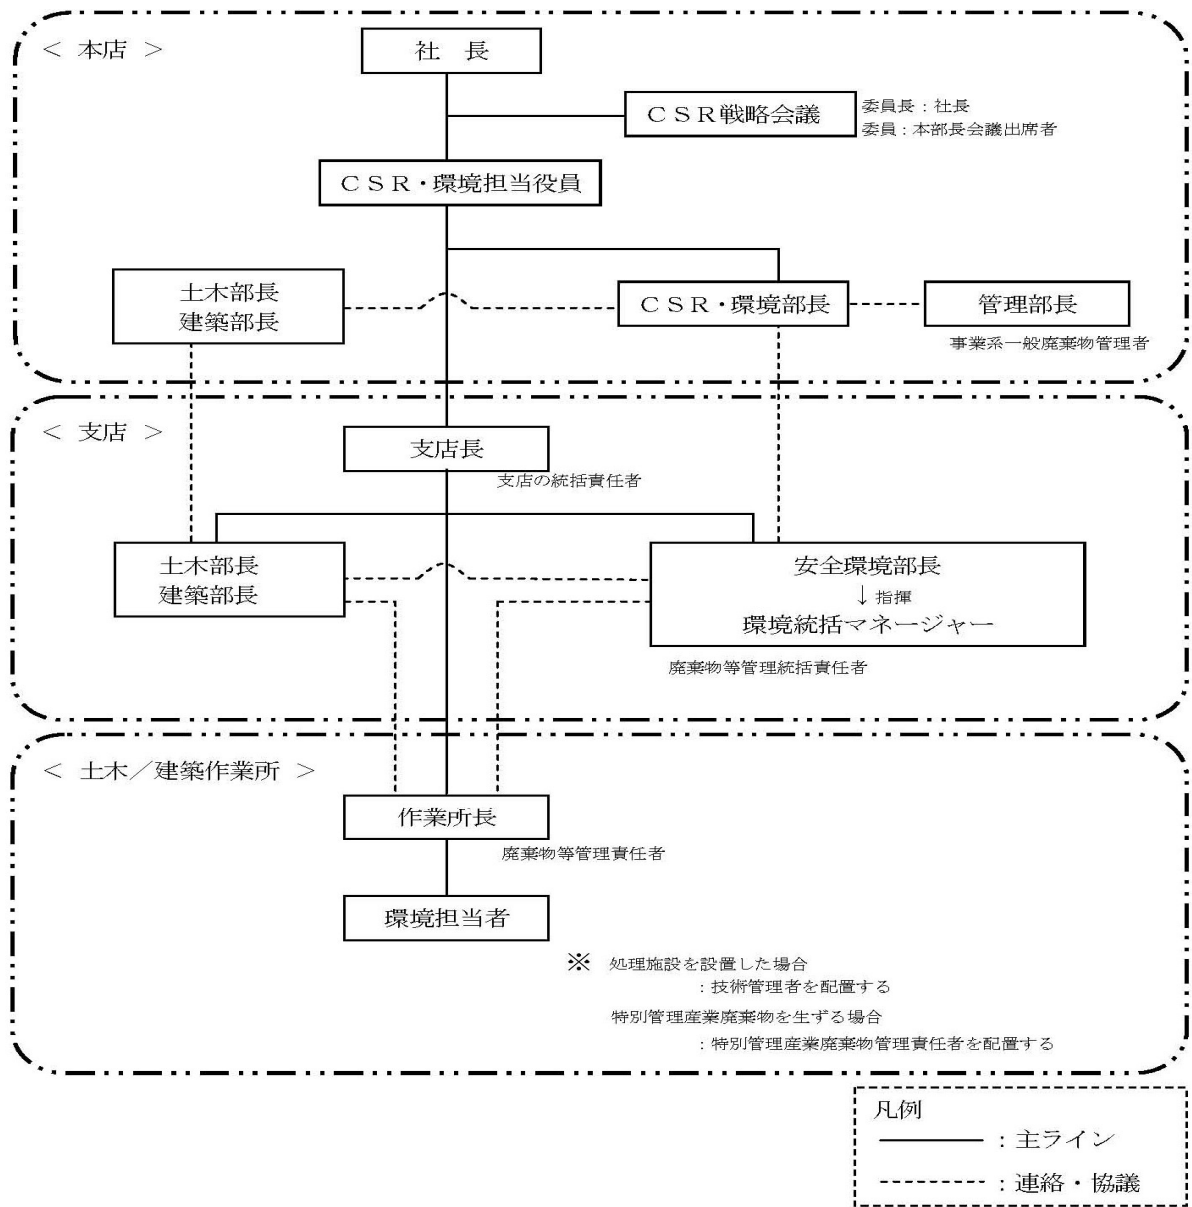 ＜ 本店 ＞
社 長
ＣＳＲ戦略会議
委員長：社長
委員：本部長会議出席者
ＣＳＲ・環境担当役員
土木部長
建築部長
ＣＳＲ・環境部長
管理部長
事業系一般廃棄物管理者
＜ 支店 ＞
支店長
支店の統括責任者
土木部長
建築部長
安全環境部長
↓指揮
環境統括マネージャー
廃棄物等管理統括責任者
＜ 土木／建築作業所 ＞
作業所長
廃棄物等管理責任者
環境担当者
※ 処理施設を設置した場合
：技術管理者を配置する
特別管理産業廃棄物を生ずる場合
：特別管理産業廃棄物管理責任者を配置する
凡例
：主ライン
：連絡・協議